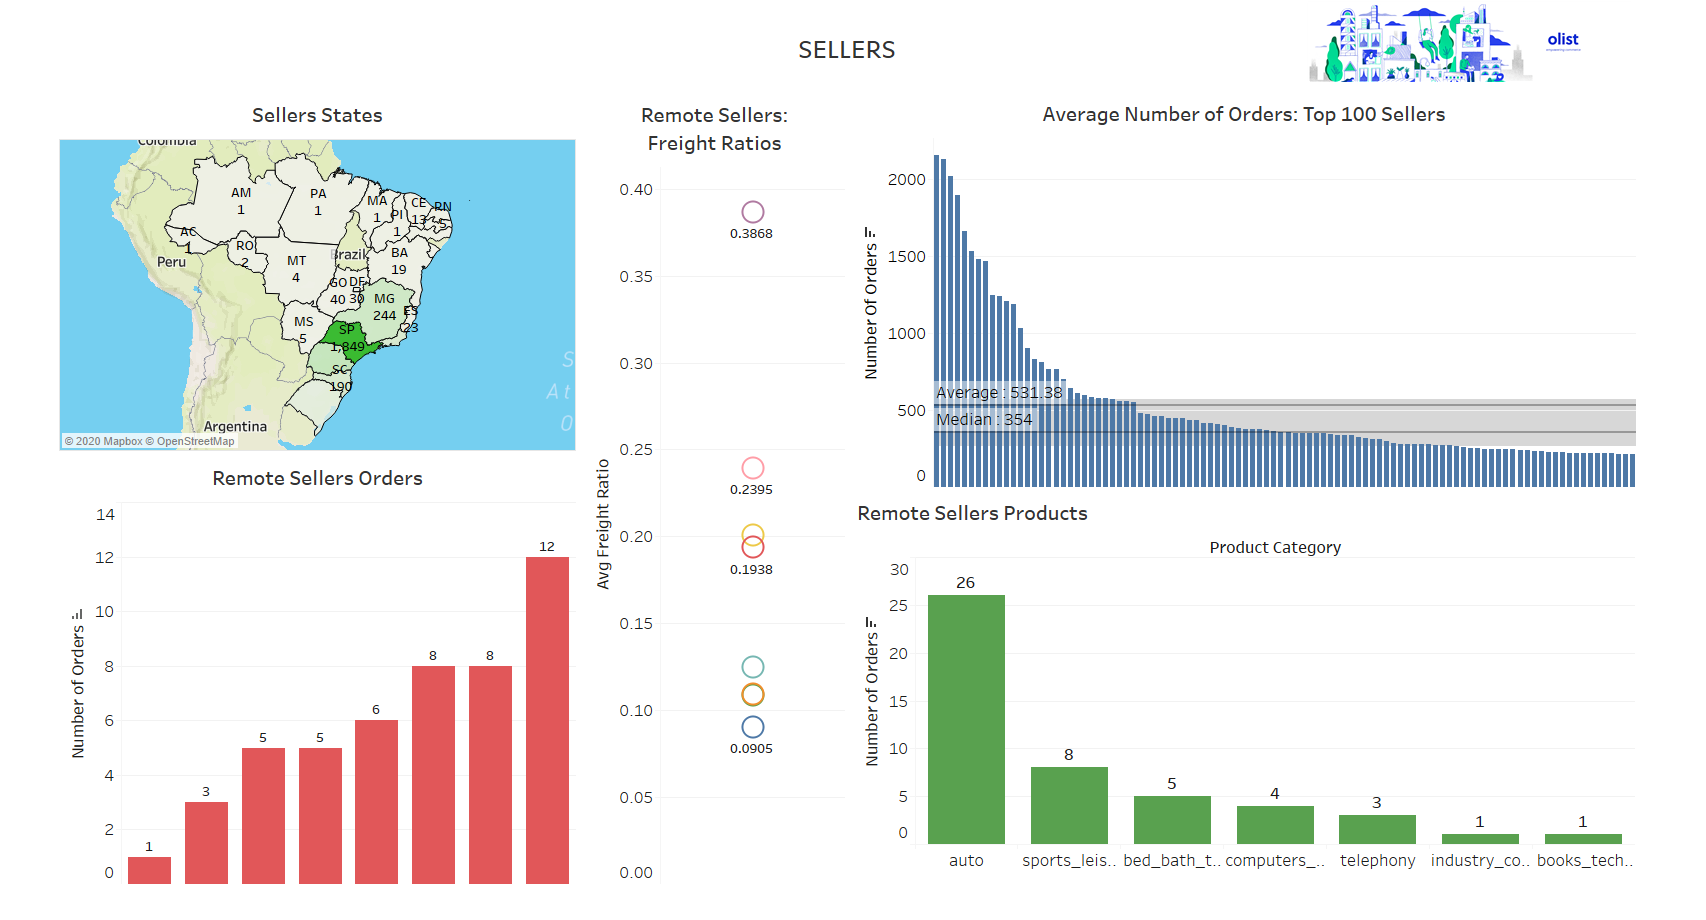 SELLERS
olist
Sellers States
Colombia
AM
1
PA
1
MA
1
CE
13
RN
5
PI
1
AC
1
RO
2
Peru
MT
4
Brazil
BA
19
GO
40
DF
30
MG
244
ES
23
MS
5
SP
1,849
SC
190
S
At
O
Argentina
© 2020 Mapbox © OpenStreetMap
Remote Sellers Orders
Number of Orders
14
12
10
8
6
4
2
0
1
3
5
5
6
8
8
12
Remote Sellers:
Freight Ratios
Avg Freight Ratio
0.40
0.35
0.30
0.25
0.20
0.15
0.10
0.05
0.00
0.3868
0.2395
0.1938
0.0905
Average Number of Orders: Top 100 Sellers
Number Of Orders
2000
1500
1000
500
0
Average : 531.38
Median : 354
Remote Sellers Products
Product Category
Number of Orders
30
25
20
15
10
5
0
26
8
5
4
3
1
1
auto
sports_leis..
bed_bath_t..
computers_..
telephony
industry_co..
books_tech..